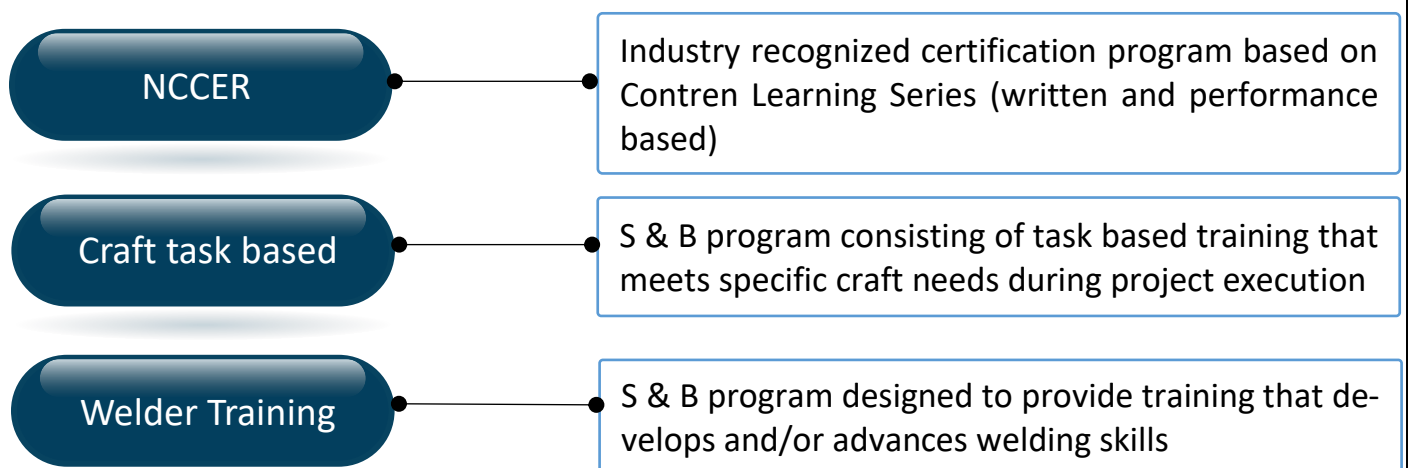 NCCER
Industry recognized certification program based on
Contren Learning Series (written and performance
based)
Craft task based
S & B program consisting of task based training that
meets specific craft needs during project execution
Welder Training
S & B program designed to provide training that de-
velops and/or advances welding skills